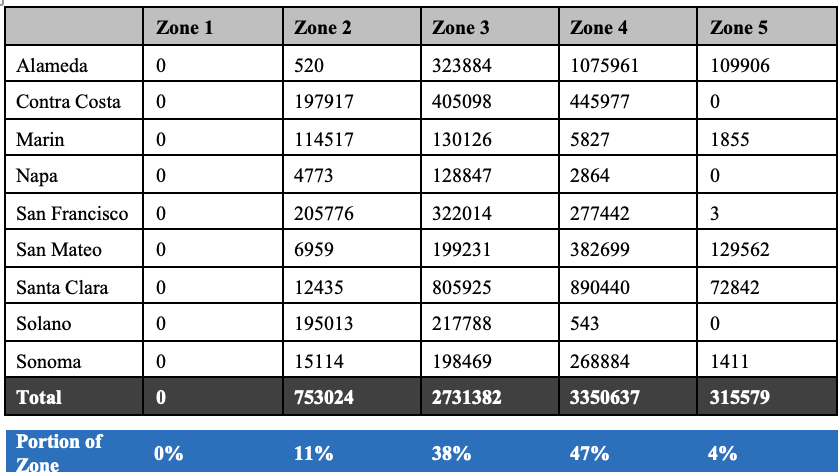 Zone 1 Zone 2 Zone 3 Zone 4 Zone 5
Alameda 0 520 323884 1075961 109906
Contra Costa 0 197917 405098 445977 0
Marin 0 114517 130126 5827 1855
Napa 0 4773 128847 2864 0
San Francisco 0 205776 322014 277442 3
San Mateo 0 6959 199231 382699 129562
Santa Clara 0 12435 805925 890440 72842
Solano 0 195013 217788 543 0
Sonoma 0 15114 198469 268884 1411
Total 0 753024 2731382 3350637 315579
Portion of
Zone 0% 11% 38% 47% 4%